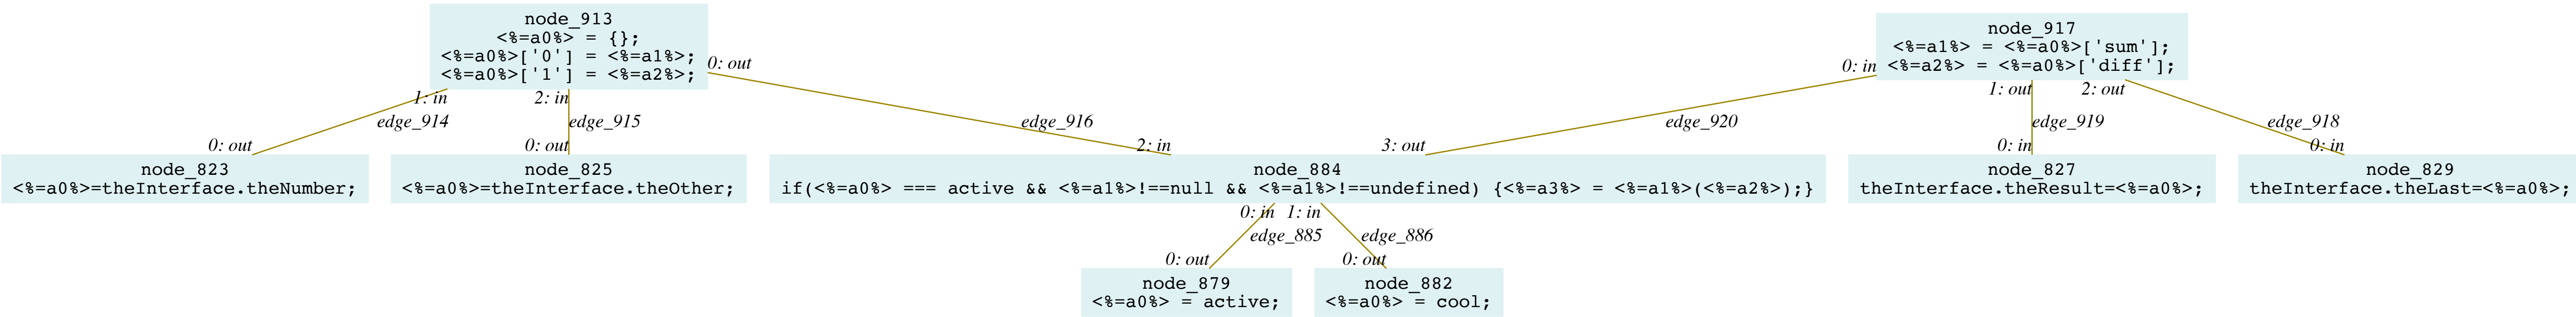 node_913
<%=a0%> = {};
<%=a0%>['0'] = <%=a1%>;
<%=a0%>['1'] = <%=a2%>;
0: out
node_917
<%=a1%> = <%=a0%>['sum'];
<%=a2%> = <%=a0%>['diff'];
0: in
1: in
2: in
1: out
2: out
edge_914
edge_915
edge_916
edge_920
edge_919
edge_918
0: out
0: out
2: in
3: out
0: in
0: in
node_823
<%=a0%>=theInterface.theNumber;
node_825
<%=a0%>=theInterface.theOther;
node_884
if(<%=a0%> === active && <%=a1%>!==null && <%=a1%>!==undefined) {<%=a3%> = <%=a1%>(<%=a2%>);}
node_827
theInterface.theResult=<%=a0%>;
node_829
theInterface.theLast=<%=a0%>;
0: in
1: in
edge_885
edge_886
0: out
0: out
node_879
<%=a0%> = active;
node_882
<%=a0%> = cool;